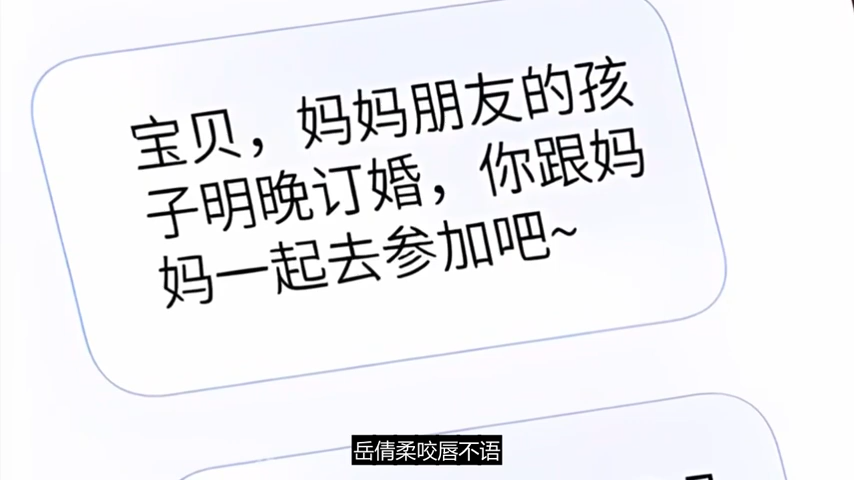 宝贝，妈妈朋友的孩
子明晚订婚，你跟妈
妈一起去参加吧~
岳倩柔咬唇不语